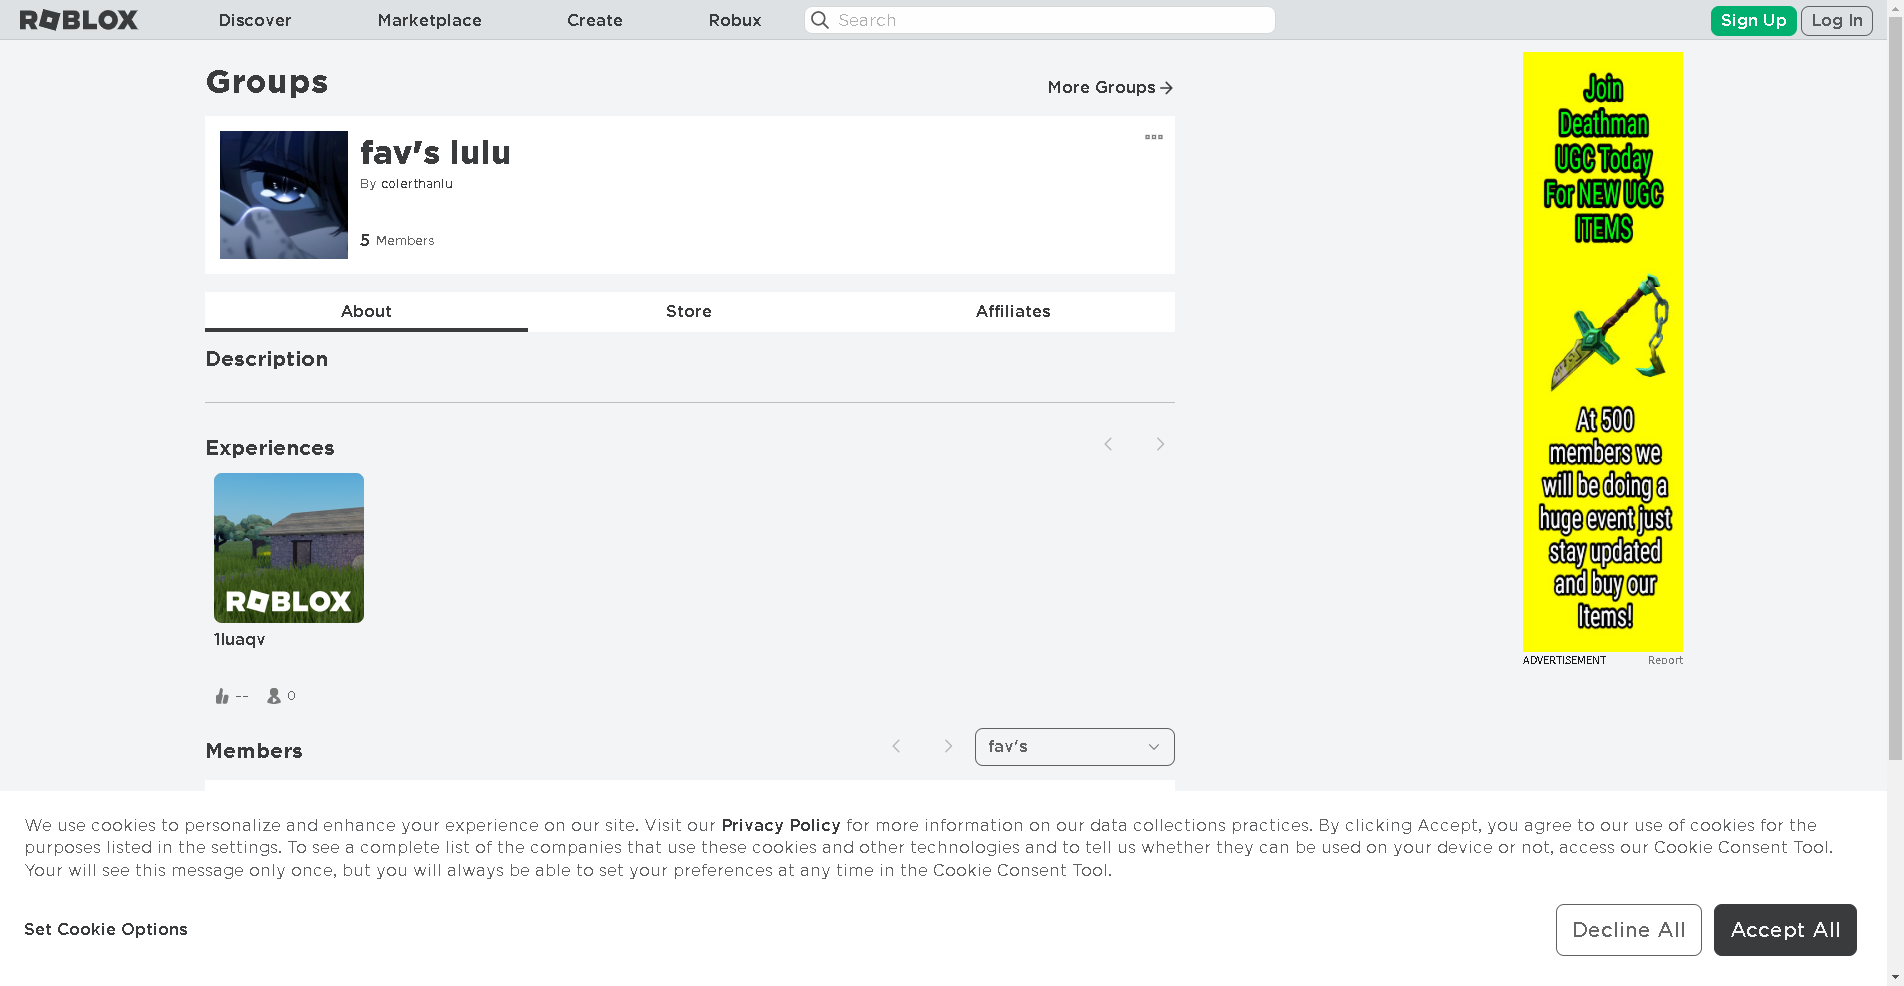 ROBLOX
Discover
Marketplace
Create
Robux
Search
Sign Up
Log In
Groups
More Groups
fav's lulu
By colerthanlu
5 Members
About
Store
Affiliates
Description
Experiences
ROBLOX
1luaqv
--
0
Members
fav's
Join
Deathman
UGC Today
For NEW UGC
ITEMS
At 500
members we
will be doing a
huge event just
stay updated
and buy our
Items!
ADVERTISEMENT
Report
We use cookies to personalize and enhance your experience on our site. Visit our Privacy Policy for more information on our data collections practices. By clicking Accept, you agree to our use of cookies for the
purposes listed in the settings. To see a complete list of the companies that use these cookies and other technologies and to tell us whether they can be used on your device or not, access our Cookie Consent Tool.
Your will see this message only once, but you will always be able to set your preferences at any time in the Cookie Consent Tool.
Set Cookie Options
Decline All
Accept All